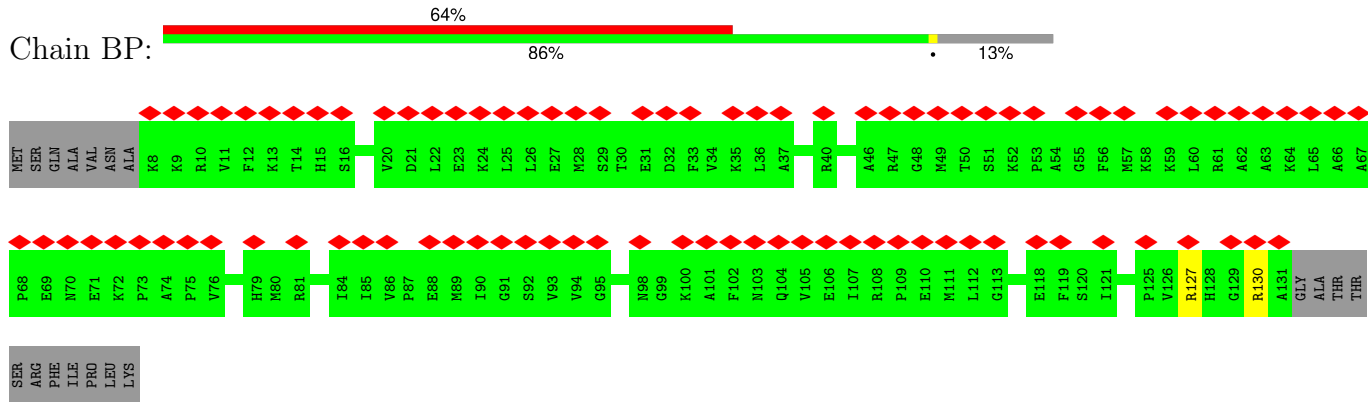 64%
Chain BP:
86% • 13%
MET SER GLN ALA VAL ASN ALA K8 K9 R10 V11 F12 K13 T14 H15 S16 V20 D21 L22 E23 K24 L25 L26 E27 M28 S29 T30 E31 D32 F33 V34 K35 L36 A37 R40 A46 R47 G48 M49 T50 S51 K52 P53 A54 G55 F56 M57 K58 K59 L60 R61 A62 A63 K64 L65 A66 A67
P68 E69 N70 E71 K72 P73 A74 P75 V76 H79 M80 R81 I84 I85 V86 P87 E88 M89 I90 G91 S92 V93 V94 G95 N98 G99 K100 A101 F102 N103 Q104 V105 E106 I107 R108 P109 E110 M111 L112 G113 E118 F119 S120 I121 P125 V126 R127 H128 G129 R130 A131 GLY ALA THR THR
SER ARG PHE ILE PRO LEU LYS